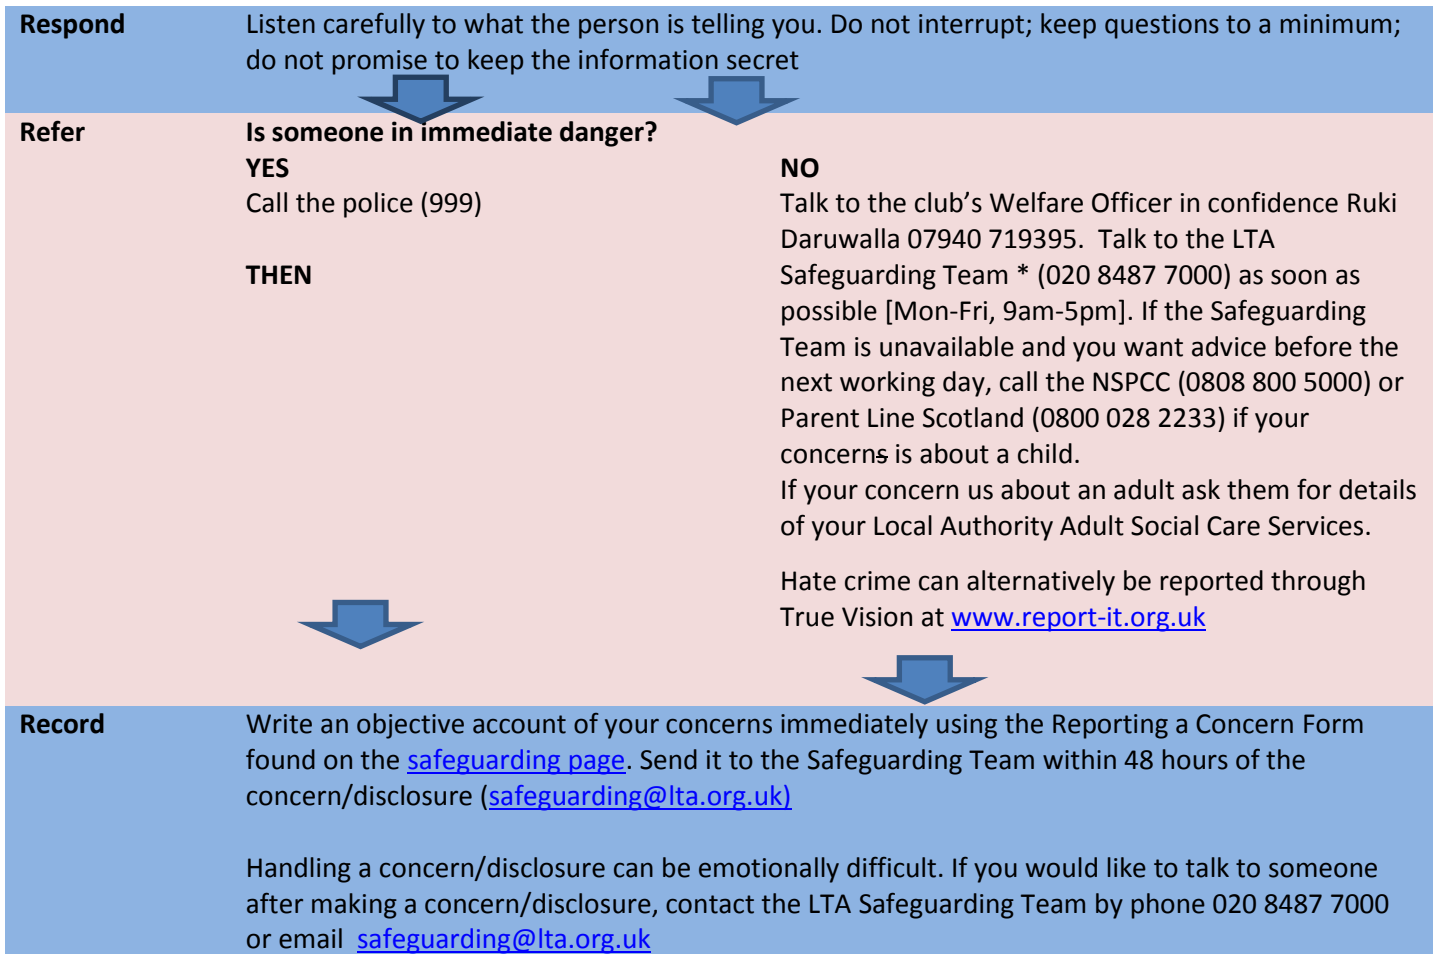 Respond
Listen carefully to what the person is telling you. Do not interrupt; keep questions to a minimum;
do not promise to keep the information secret
Refer
Is someone in immediate danger?
YES
Call the police (999)
THEN
NO
Talk to the club’s Welfare Officer in confidence Ruki
Daruwalla 07940 719395.  Talk to the LTA
Safeguarding Team * (020 8487 7000) as soon as
possible [Mon-Fri, 9am-5pm]. If the Safeguarding
Team is unavailable and you want advice before the
next working day, call the NSPCC (0808 800 5000) or
Parent Line Scotland (0800 028 2233) if your
concerns is about a child.
If your concern us about an adult ask them for details
of your Local Authority Adult Social Care Services.
Hate crime can alternatively be reported through
True Vision at www.report-it.org.uk
Record
Write an objective account of your concerns immediately using the Reporting a Concern Form
found on the safeguarding page. Send it to the Safeguarding Team within 48 hours of the
concern/disclosure (safeguarding@lta.org.uk)
Handling a concern/disclosure can be emotionally difficult. If you would like to talk to someone
after making a concern/disclosure, contact the LTA Safeguarding Team by phone 020 8487 7000
or email  safeguarding@lta.org.uk